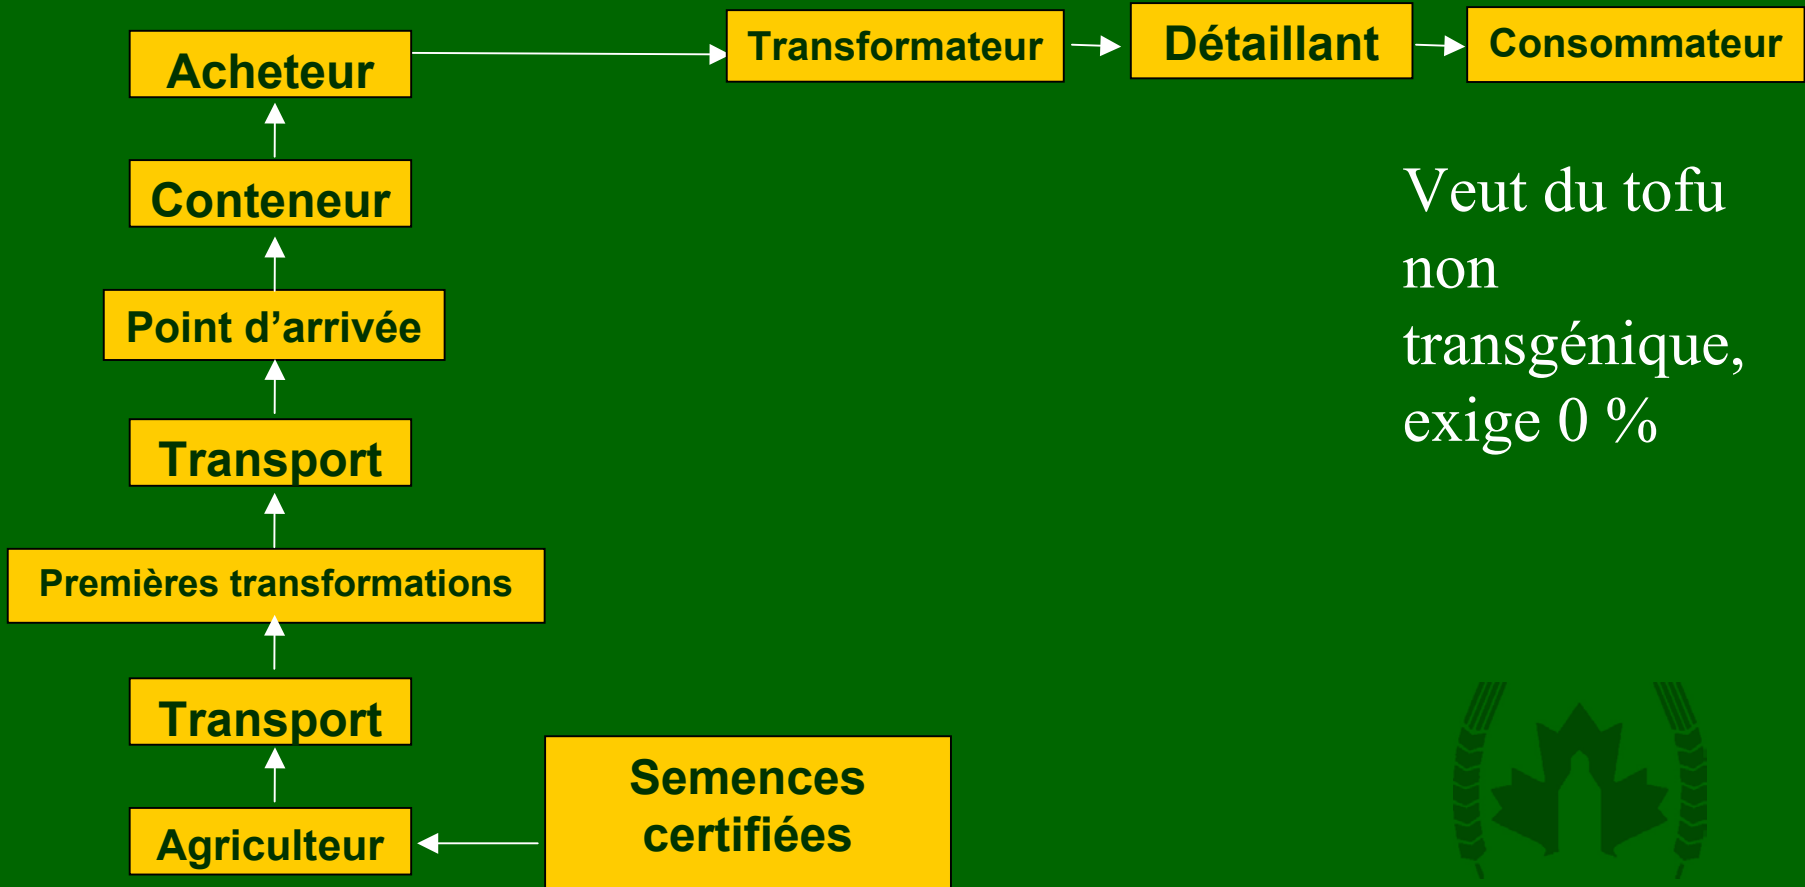 Acheteur
Transformateur
Détaillant
Consommateur
Conteneur
Veut du tofu
non
transgénique,
exige 0 %
Point d’arrivée
Transport
Premières transformations
Transport
Semences
certifiées
Agriculteur